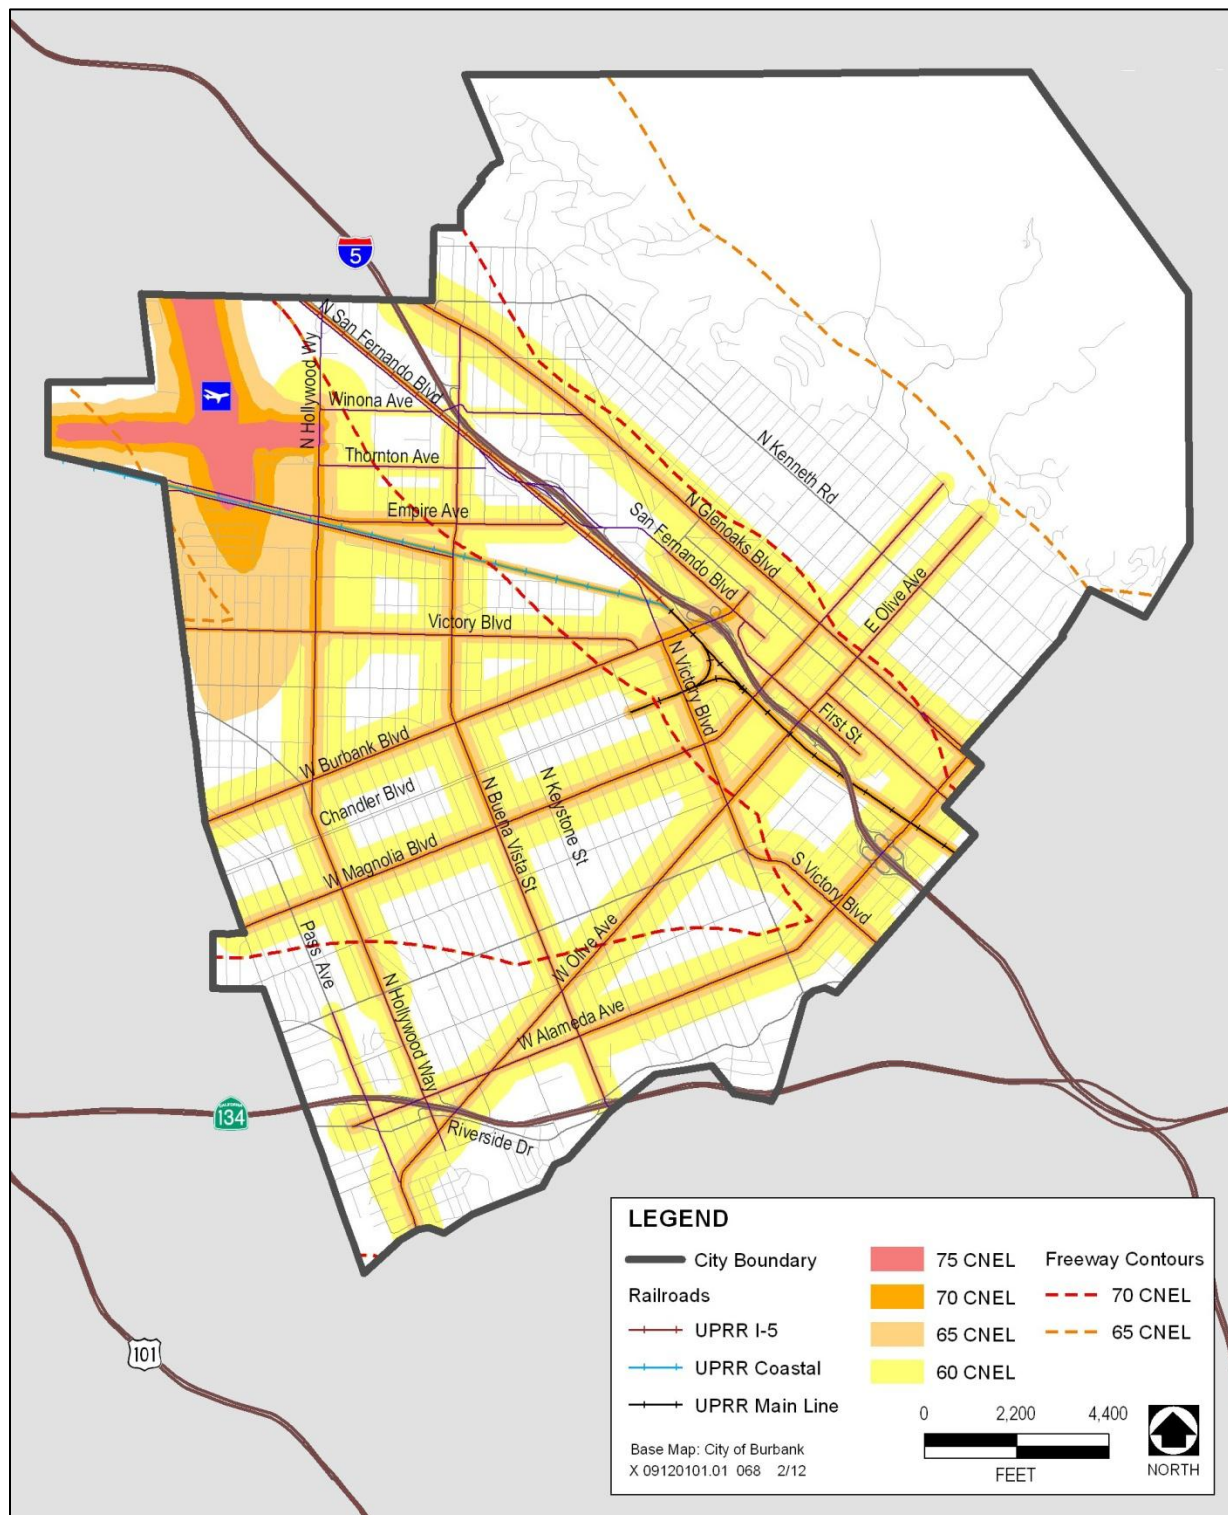 5
N San Fernando Blvd
N Hollywood Wy
Winona Ave
Thornton Ave
Empire Ave
N Kenneth Rd
N Glenoaks Blvd
San Fernando Blvd
E Olive Ave
Victory Blvd
N Victory Blvd
First St
W Burbank Blvd
Chandler Blvd
N Keystone St
N Buena Vista St
W Magnolia Blvd
S Victory Blvd
Pass Ave
W Olive Ave
N Hollywood Way
W Alameda Ave
CALIFORNIA
134
Riverside Dr
101
LEGEND
City Boundary
Railroads
UPRR I-5
UPRR Coastal
UPRR Main Line
Base Map: City of Burbank
X 09120101.01 068 2/12
75 CNEL
70 CNEL
65 CNEL
60 CNEL
Freeway Contours
70 CNEL
65 CNEL
0 2,200 4,400
FEET
NORTH